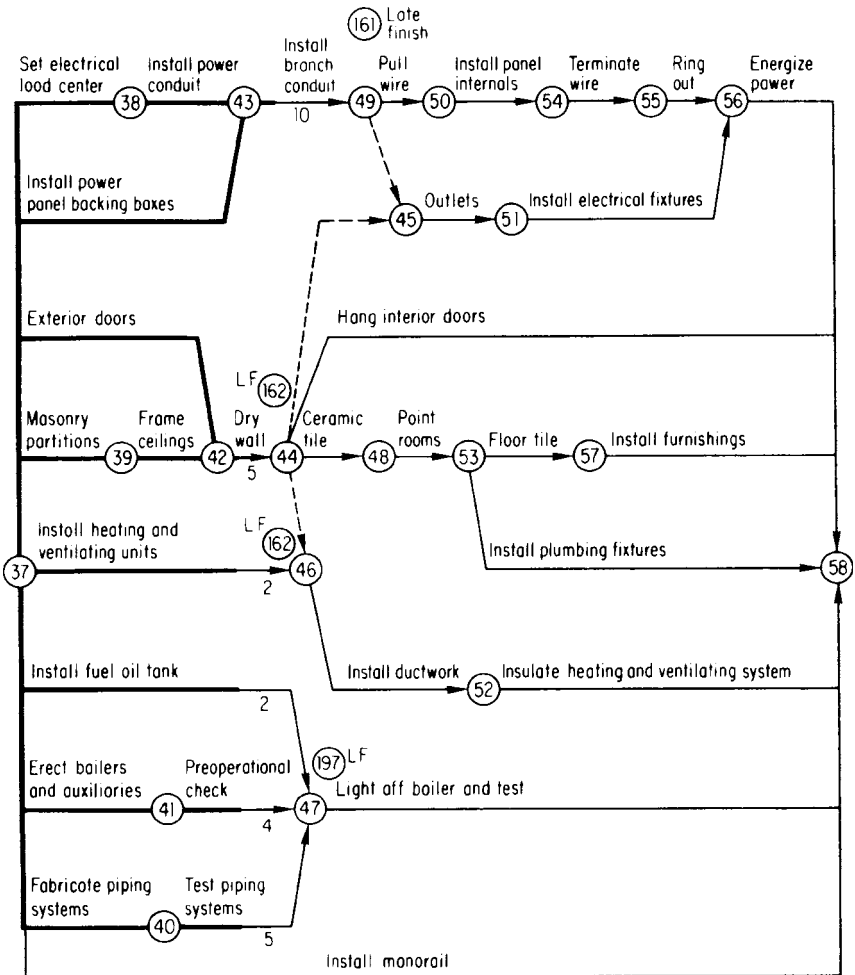 161 Late
finish
Set electrical
lood center
Install power
conduit
Install
branch
conduit
Pull
wire
Install panel
internals
Terminate
wire
Ring
out
Energize
power
38
43
10
49
50
54
55
56
Install power
panel backing boxes
45
Outlets
51
Install electrical fixtures
Exterior doors
Hang interior doors
LF
162
Masonry
partitions
Frame
ceilings
Dry
wall
Ceramic
tile
Point
rooms
Floor tile
Install furnishings
39
42
5
44
48
53
57
Instoll heating and
ventilating units
LF
162
Install plumbing fixtures
37
2
46
58
Install fuel oil tank
Install ductwork
Insulate heating and ventilating system
2
52
197 LF
Erect bailers
and auxiliories
Preoperational
check
Light off boiler and test
41
4
47
Fabricote piping
systems
Test piping
systems
40
5
Install monorail